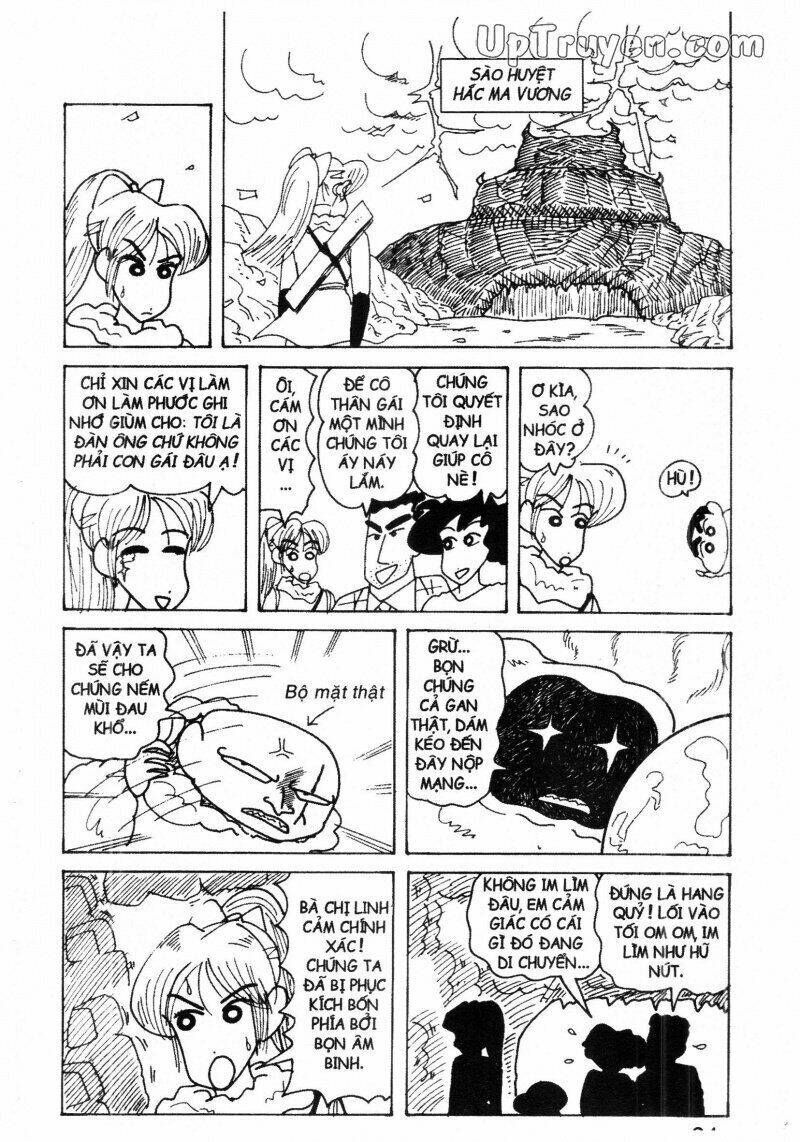 UpTruyen.com
SÀO HUYỆT
HẮC MA VƯƠNG
Ơ KÌA,
SAO
NHÓC Ở
ĐÂY?
HÙ!
CHÚNG
TÔI QUYẾT
ĐỊNH
QUAY LẠI
GIÚP CÔ
NÈ!
ĐỂ CÔ
THÂN GÁI
MỘT MÌNH
CHÚNG TÔI
ÁY NÁY
LẮM.
ÔI,
CÁM
ƠN
CÁC
VỊ
...
CHỈ XIN CÁC VỊ LÀM
ƠN LÀM PHƯỚC GHI
NHỚ GIÙM CHO: TÔI LÀ
ĐÀN ÔNG CHỨ KHÔNG
PHẢI CON GÁI ĐÂU Ạ!
GRỪ...
BỌN
CHÚNG
CẢ GAN
THẬT, DÁM
KÉO ĐẾN
ĐÂY NỘP
MẠNG...
ĐÃ VẬY TA
SẼ CHO
CHÚNG NẾM
MÙI ĐAU
KHỔ...
Bộ mặt thật
ĐÚNG LÀ HANG
QUỶ! LỐI VÀO
TỐI OM OM, IM
LÌM NHƯ HŨ
NÚT.
KHÔNG IM LÌM
ĐÂU, EM CẢM
GIÁC CÓ CÁI
GÌ ĐÓ ĐANG
DI CHUYỂN...
BÀ CHỊ LINH
CẢM CHÍNH
XÁC!
CHÚNG TA
ĐÃ BỊ PHỤC
KÍCH BỐN
PHÍA BỞI
BỌN ÂM
BINH.